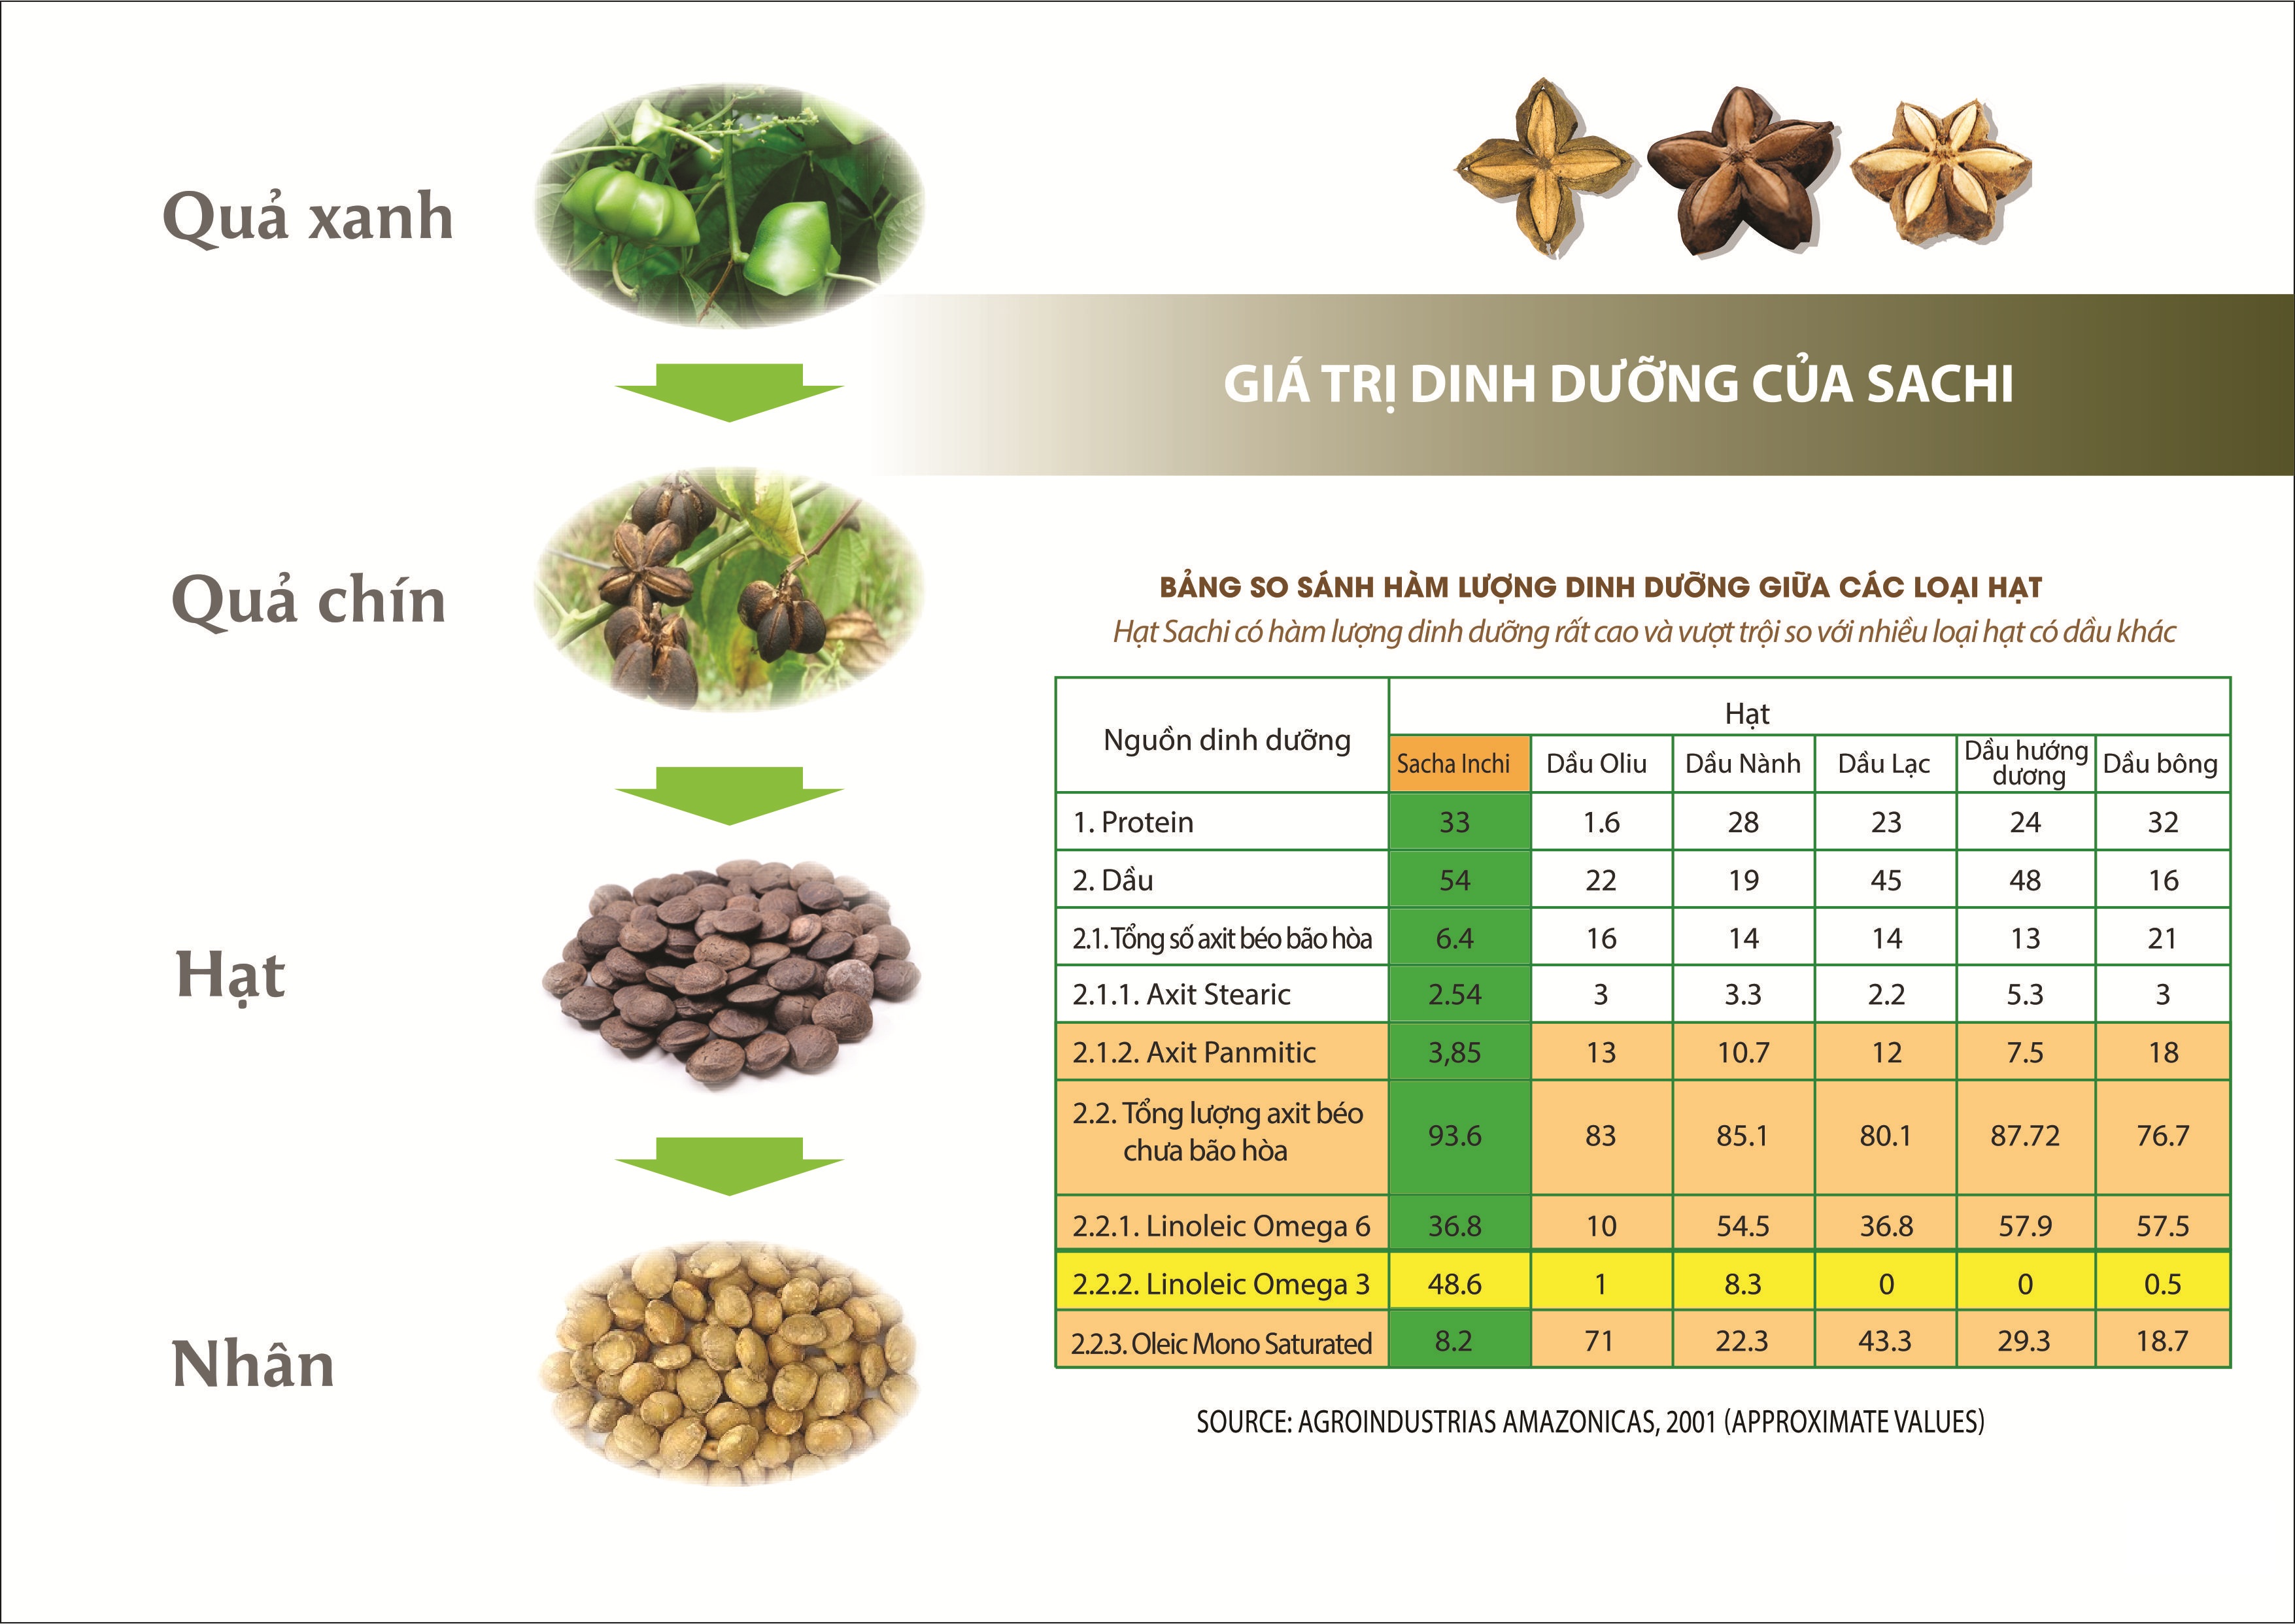 Quả xanh
Quả chín
Hạt
Nhân
GIÁ TRỊ DINH DƯỠNG CỦA SACHI
BẢNG SO SÁNH HÀM LƯỢNG DINH DƯỠNG GIỮA CÁC LOẠI HẠT
Hạt Sachi có hàm lượng dinh dưỡng rất cao và vượt trội so với nhiều loại hạt có dầu khác
Nguồn dinh dưỡng
Hạt
Sacha Inchi Dầu Oliu Dầu Nành Dầu Lạc Dầu hướng dương Dầu bông
1. Protein 33 1.6 28 23 24 32
2. Dầu 54 22 19 45 48 16
2.1. Tổng số axit béo bão hòa 6.4 16 14 14 13 21
2.1.1. Axit Stearic 2.54 3 3.3 2.2 5.3 3
2.1.2. Axit Panmitic 3,85 13 10.7 12 7.5 18
2.2. Tổng lượng axit béo
chưa bão hòa 93.6 83 85.1 80.1 87.72 76.7
2.2.1. Linoleic Omega 6 36.8 10 54.5 36.8 57.9 57.5
2.2.2. Linoleic Omega 3 48.6 1 8.3 0 0 0.5
2.2.3. Oleic Mono Saturated 8.2 71 22.3 43.3 29.3 18.7
SOURCE: AGROINDUSTRIAS AMAZONICAS, 2001 (APPROXIMATE VALUES)